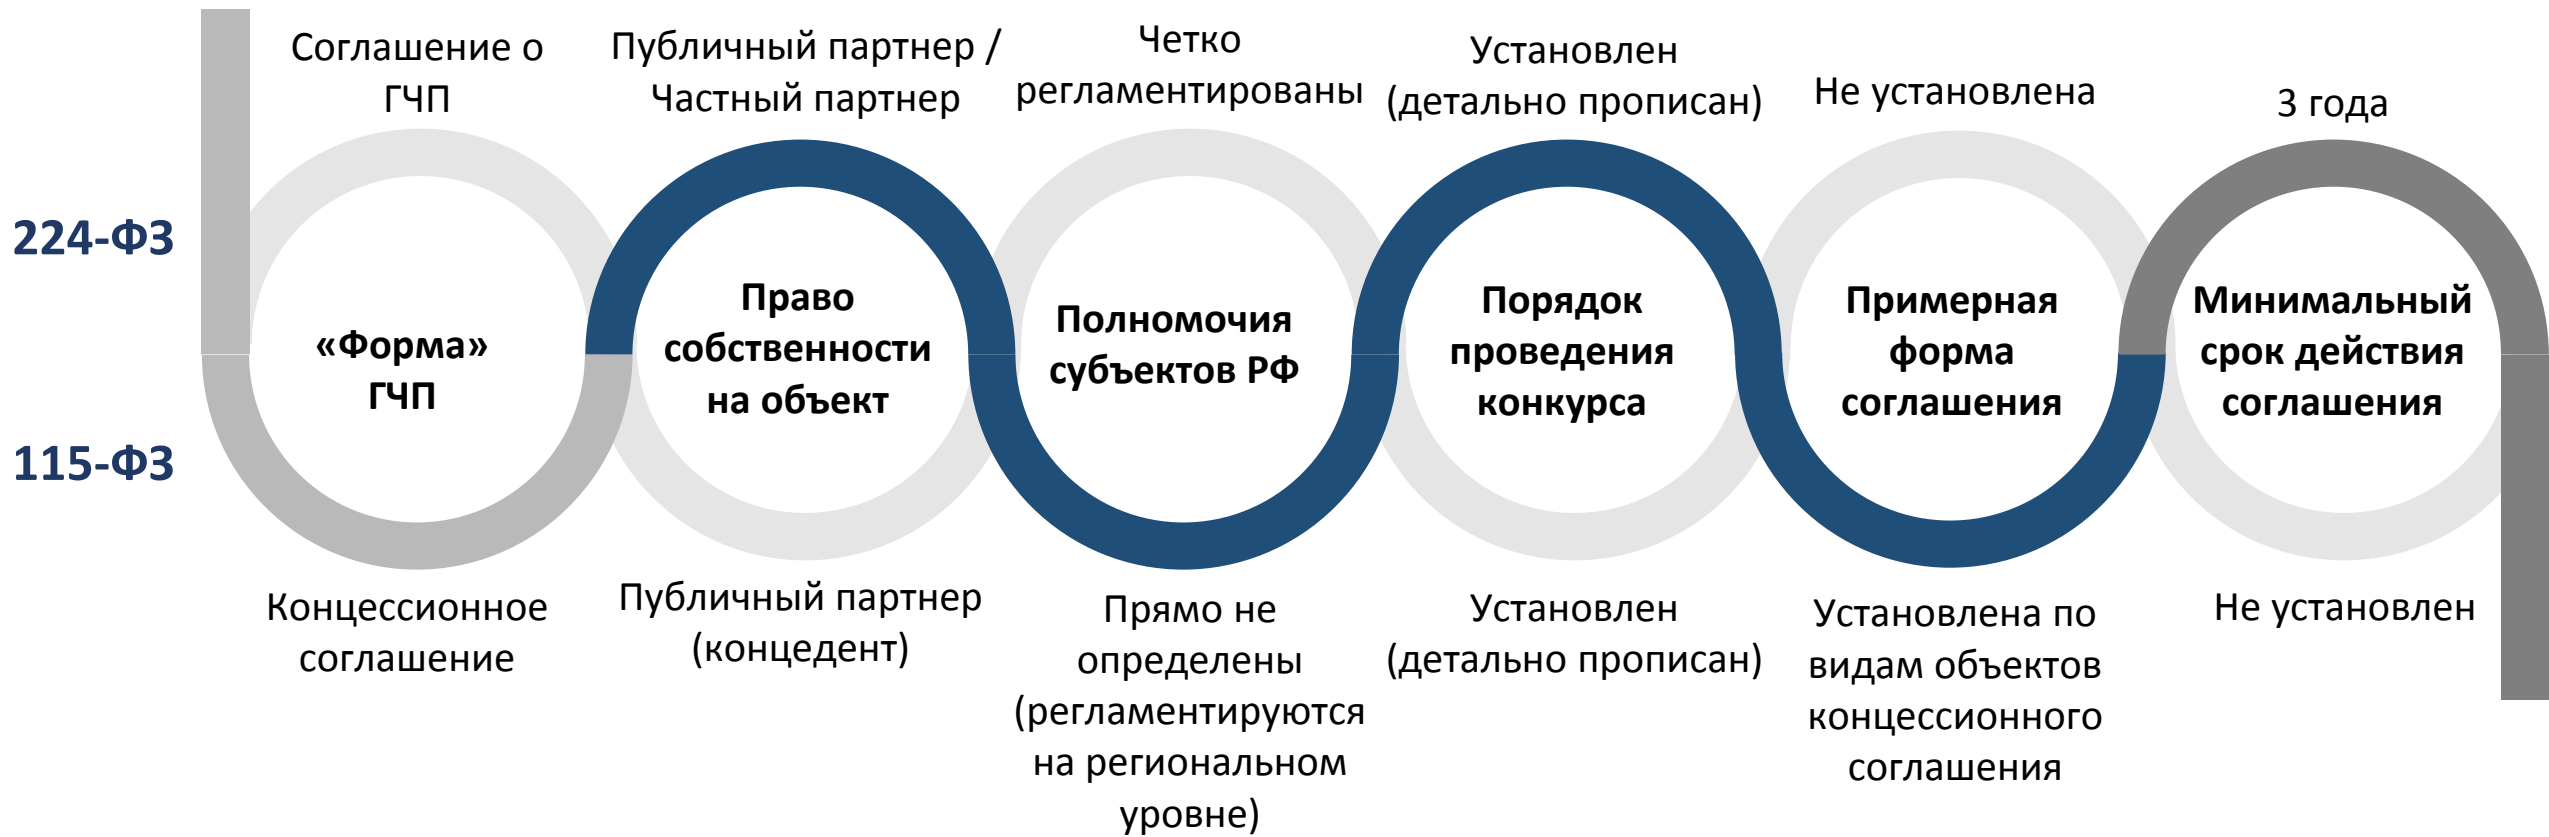 Соглашение о
ГЧП
Публичный партнер /
Частный партнер
Четко
регламентированы
Установлен
(детально прописан)
Не установлена
3 года
224-ФЗ
115-ФЗ
«Форма»
ГЧП
Право
собственности
на объект
Полномочия
субъектов РФ
Порядок
проведения
конкурса
Примерная
форма
соглашения
Минимальный
срок действия
соглашения
Концессионное
соглашение
Публичный партнер
(концедент)
Прямо не
определены
(регламентируются
на региональном
уровне)
Установлен
(детально прописан)
Установлена по
видам объектов
концессионного
соглашения
Не установлен